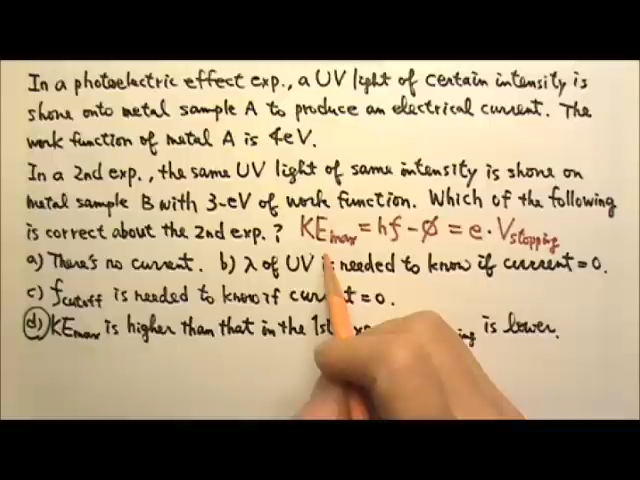 In a photoelectric effect exp., a UV light of certain intensity is
shone onto metal sample A to produce an electrical current. The
work function of metal A is 4eV.
In a 2nd exp., the same UV light of same intensity is shone on
metal sample B with 3-eV of work function. Which of the following
is correct about the 2nd exp.? KEmax = hf - ϕ = e · Vstopping
a) There's no current. b) λ of UV is needed to know if current = 0.
c) fcutoff is needed to know if current = 0.
d) KEmax is higher than that in the 1st is lower.